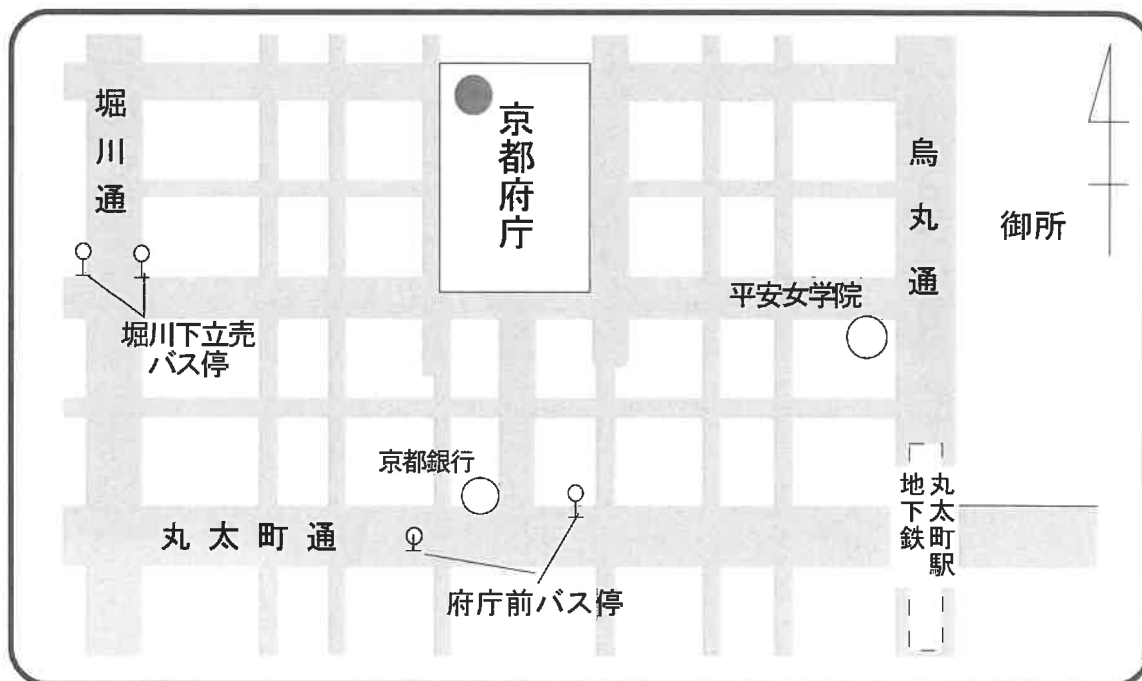 堀川通
京都府庁
烏丸通
御所
平安女学院
堀川下立売
バス停
京都銀行
丸太町通
府庁前バス停
地下鉄
丸太町駅